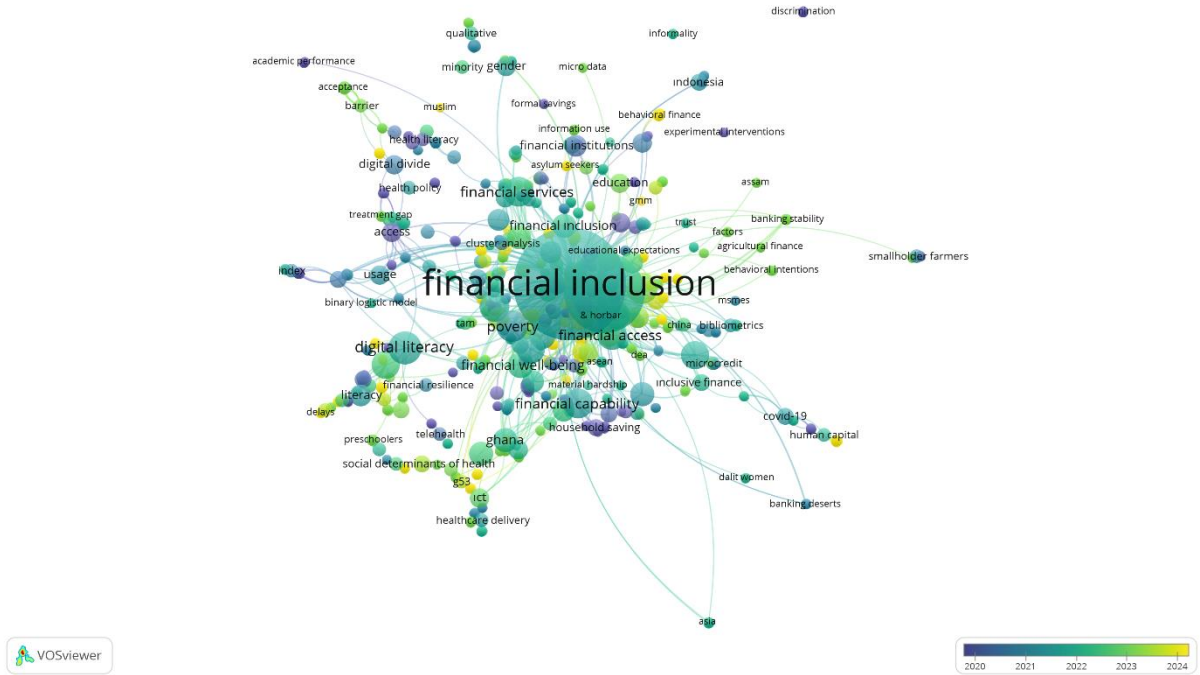 discrimination
qualitative
informality
academic performance
minority
gender
micro data
indonesia
acceptance
barrier
muslim
formal savings
behavioral finance
information use
experimental interventions
health literacy
financial institutions
digital divide
asylum seekers
health policy
financial services
education
assam
gmm
treatment gap
access
financial inclusion
trust
banking stability
factors
cluster analysis
educational expectations
agricultural finance
smallholder farmers
index
usage
financial inclusion
behavioral intentions
binary logistic model
msmes
& horbar
tam
poverty
financial access
china
bibliometrics
digital literacy
asean
dea
financial well-being
microcredit
financial resilience
material hardship
inclusive finance
literacy
delays
financial capability
covid-19
household saving
human capital
preschoolers
telehealth
ghana
social determinants of health
g53
dalit women
ict
banking deserts
healthcare delivery
asia
VOSviewer
2020 2021 2022 2023 2024